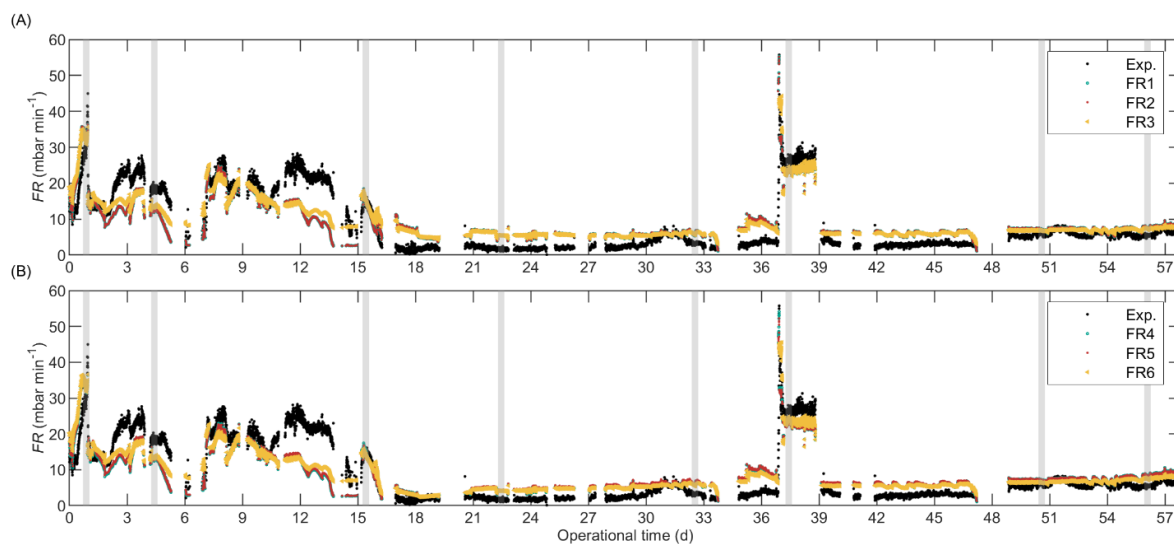 (A)
60
50
40
30
20
10
0
FR (mbar min⁻¹)
Exp.
FR1
FR2
FR3
0 3 6 9 12 15 18 21 24 27 30 33 36 39 42 45 48 51 54 57
(B)
60
50
40
30
20
10
0
FR (mbar min⁻¹)
Exp.
FR4
FR5
FR6
0 3 6 9 12 15 18 21 24 27 30 33 36 39 42 45 48 51 54 57
Operational time (d)